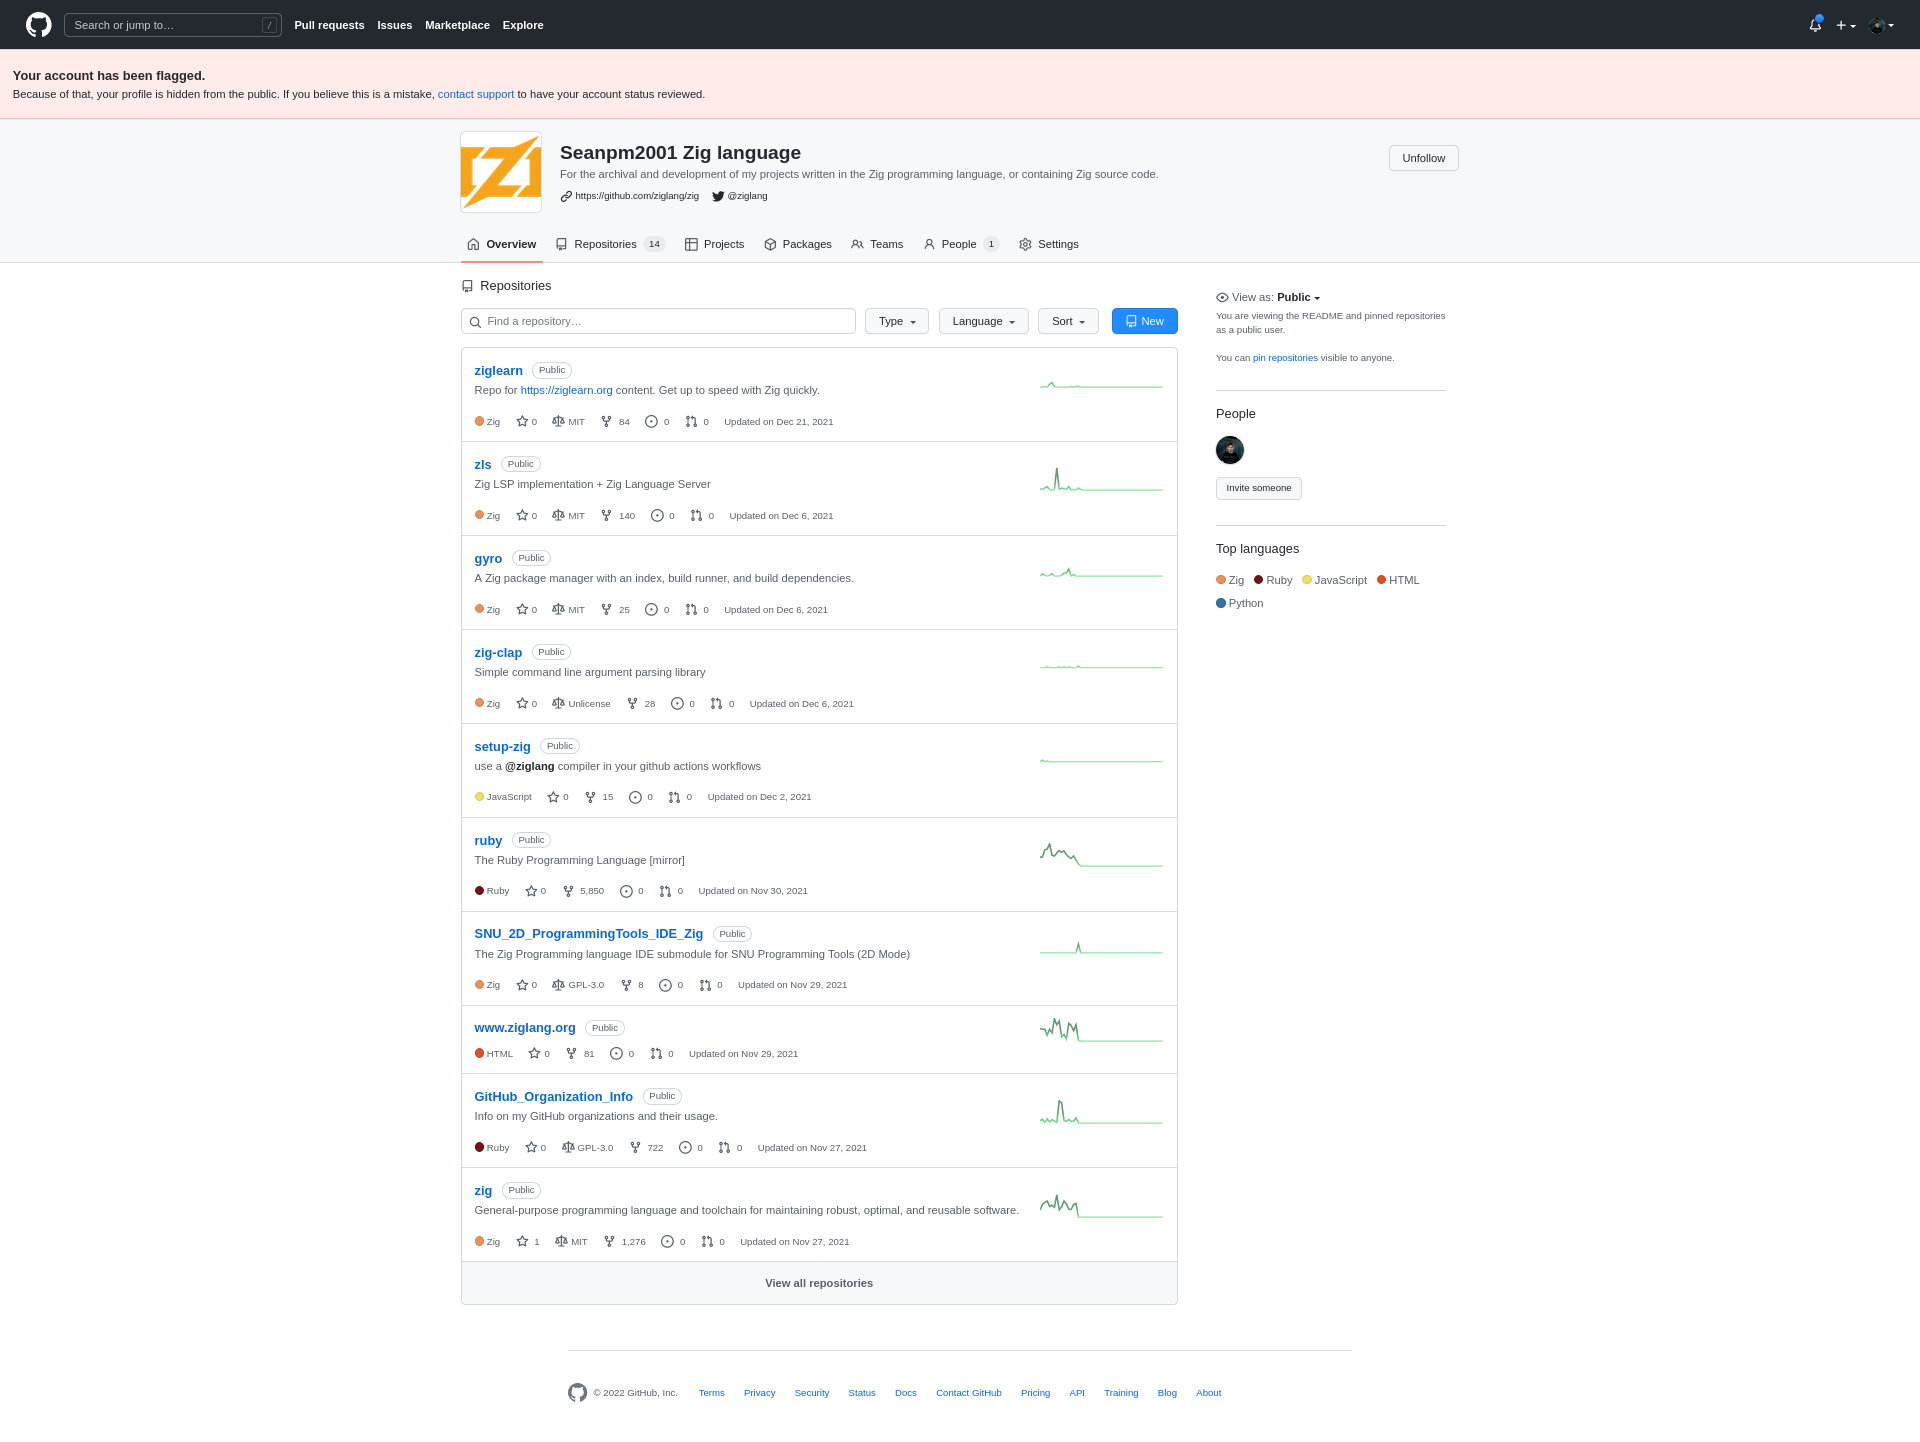 Search or jump to… /
Pull requests Issues Marketplace Explore
Your account has been flagged.
Because of that, your profile is hidden from the public. If you believe this is a mistake, contact support to have your account status reviewed.
Seanpm2001 Zig language
For the archival and development of my projects written in the Zig programming language, or containing Zig source code.
https://github.com/ziglang/zig @ziglang
Unfollow
Overview Repositories 14 Projects Packages Teams People 1 Settings
Repositories
Find a repository… Type Language Sort New
ziglearn Public
Repo for https://ziglearn.org content. Get up to speed with Zig quickly.
Zig 0 MIT 84 0 0 Updated on Dec 21, 2021
zls Public
Zig LSP implementation + Zig Language Server
Zig 0 MIT 140 0 0 Updated on Dec 6, 2021
gyro Public
A Zig package manager with an index, build runner, and build dependencies.
Zig 0 MIT 25 0 0 Updated on Dec 6, 2021
zig-clap Public
Simple command line argument parsing library
Zig 0 Unlicense 28 0 0 Updated on Dec 6, 2021
setup-zig Public
use a @ziglang compiler in your github actions workflows
JavaScript 0 15 0 0 Updated on Dec 2, 2021
ruby Public
The Ruby Programming Language [mirror]
Ruby 0 5,850 0 0 Updated on Nov 30, 2021
SNU_2D_ProgrammingTools_IDE_Zig Public
The Zig Programming language IDE submodule for SNU Programming Tools (2D Mode)
Zig 0 GPL-3.0 8 0 0 Updated on Nov 29, 2021
www.ziglang.org Public
HTML 0 81 0 0 Updated on Nov 29, 2021
GitHub_Organization_Info Public
Info on my GitHub organizations and their usage.
Ruby 0 GPL-3.0 722 0 0 Updated on Nov 27, 2021
zig Public
General-purpose programming language and toolchain for maintaining robust, optimal, and reusable software.
Zig 1 MIT 1,276 0 0 Updated on Nov 27, 2021
View all repositories
View as: Public
You are viewing the README and pinned repositories
as a public user.
You can pin repositories visible to anyone.
People
Invite someone
Top languages
Zig Ruby JavaScript HTML
Python
© 2022 GitHub, Inc. Terms Privacy Security Status Docs Contact GitHub Pricing API Training Blog About